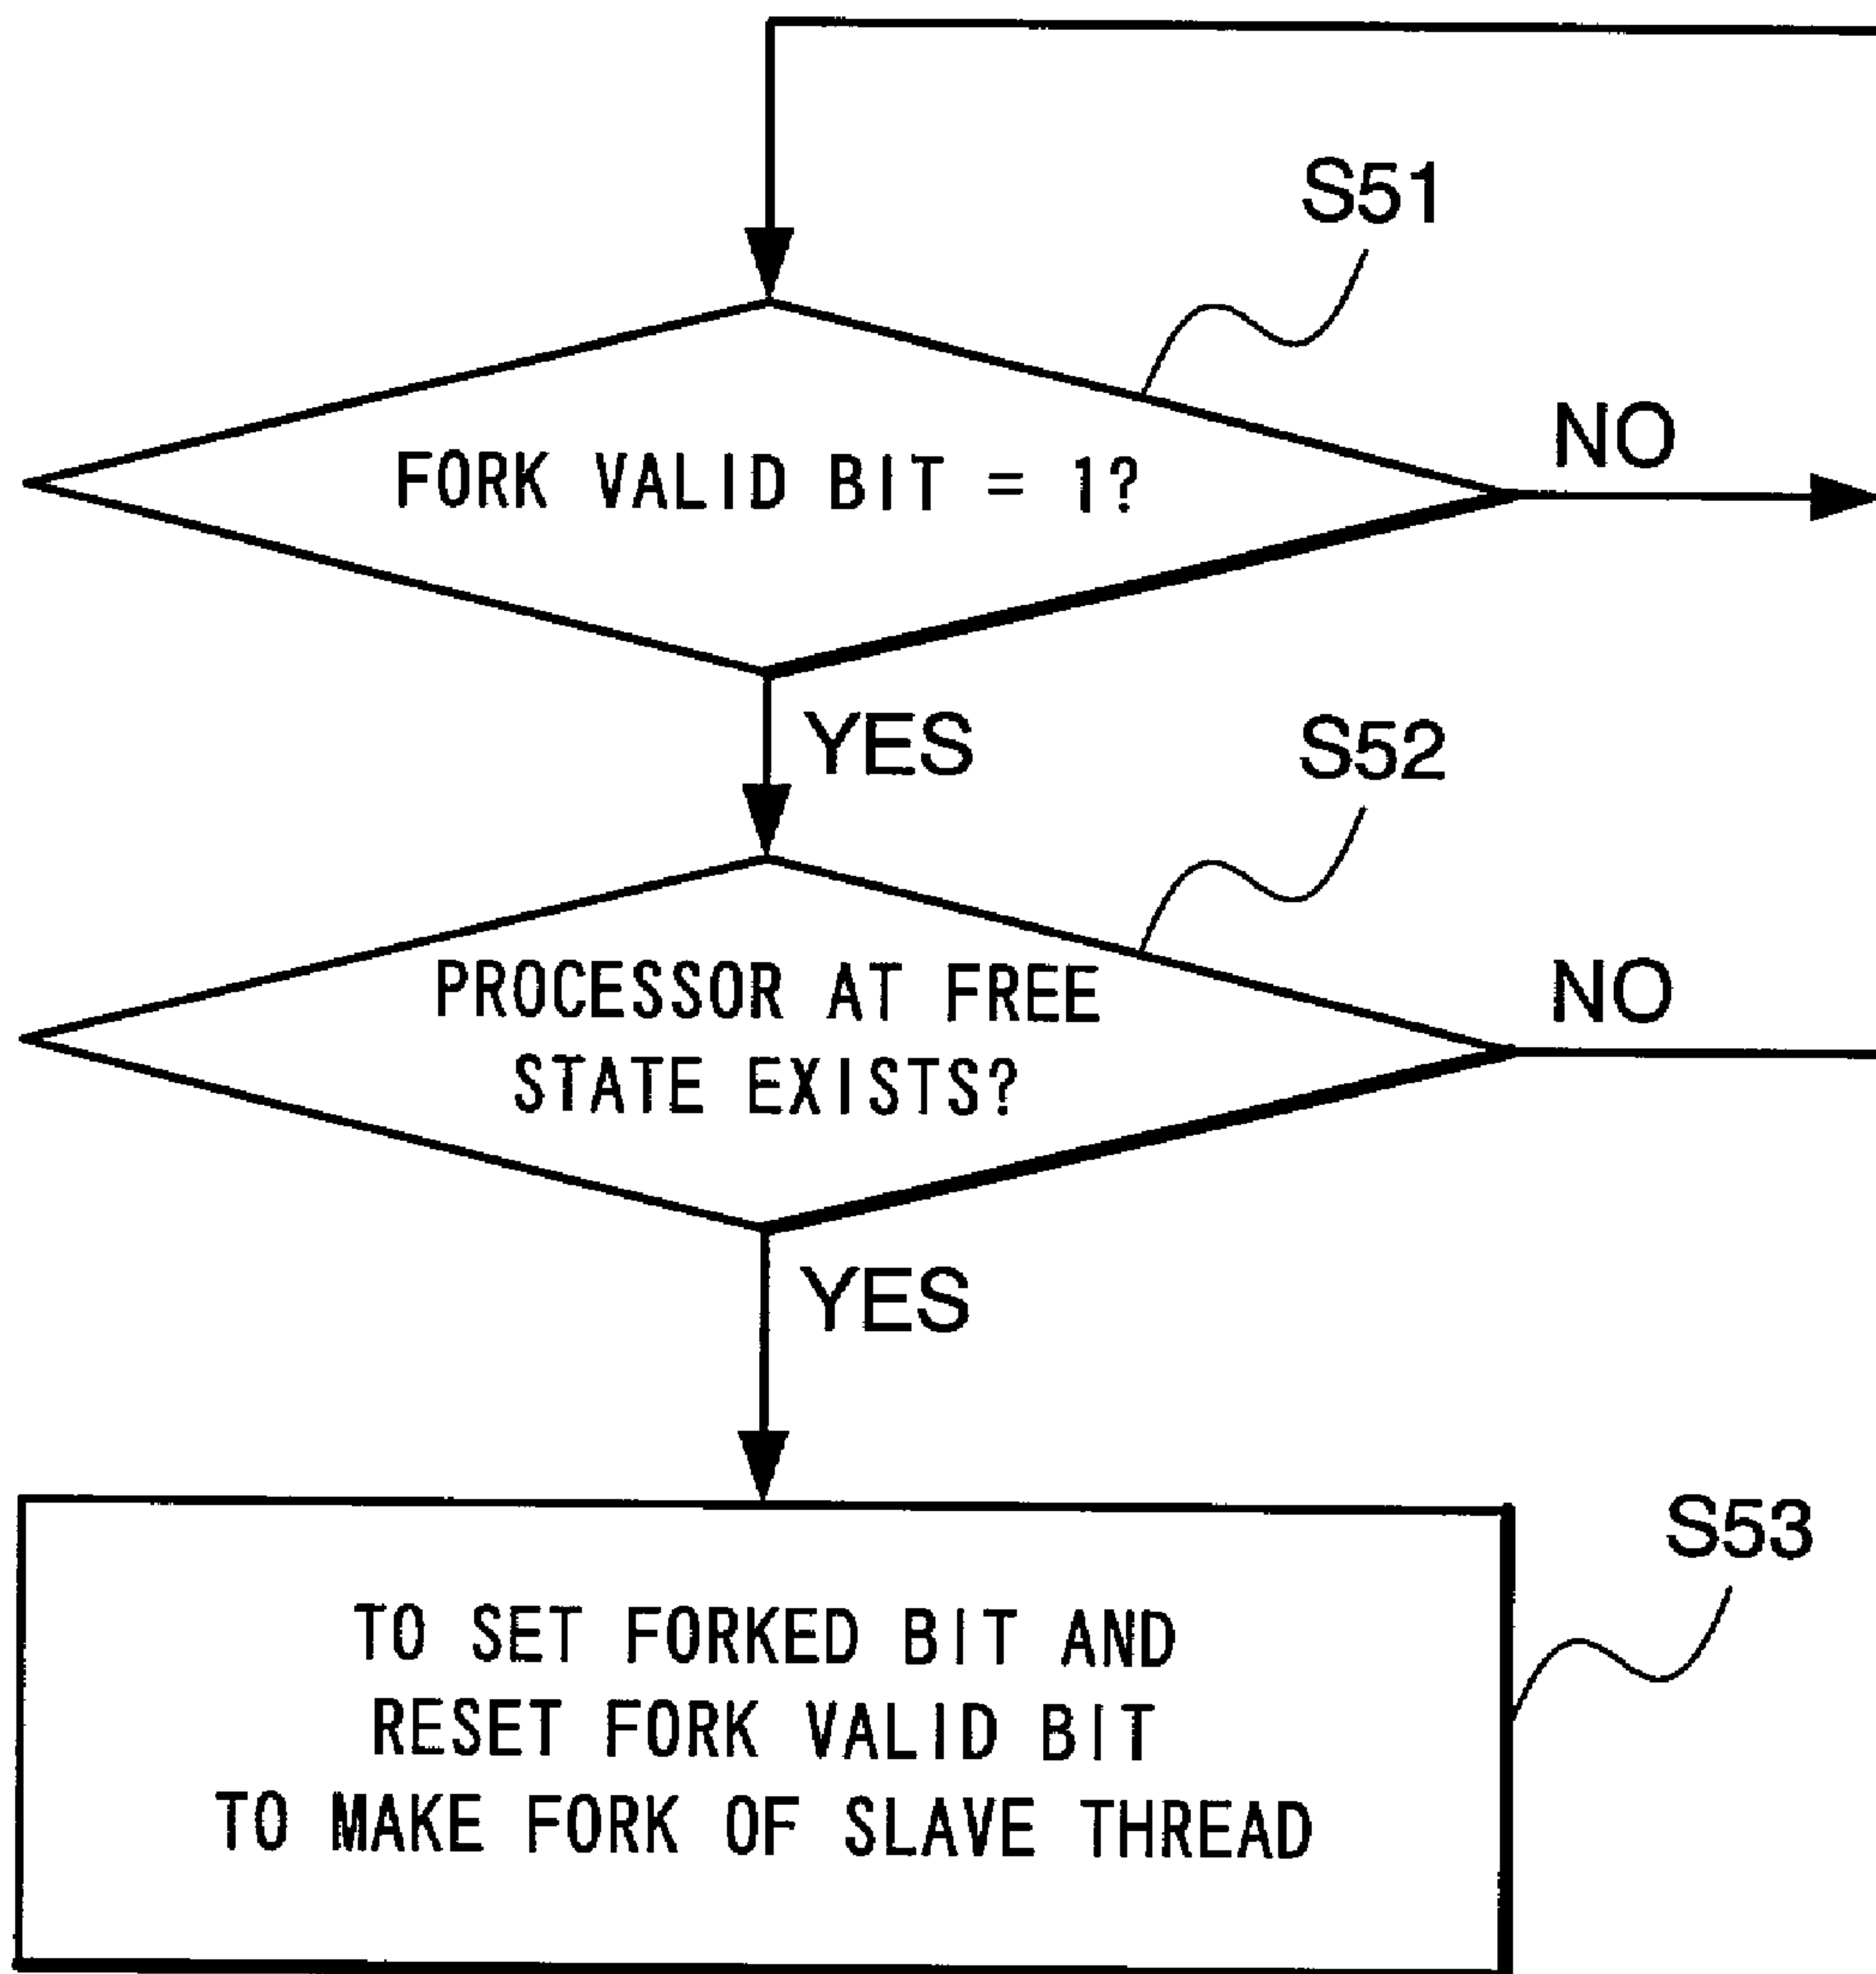 S51
FORK VALID BIT = 1?
NO
YES
S52
PROCESSOR AT FREE
STATE EXISTS?
NO
YES
S53
TO SET FORKED BIT AND
RESET FORK VALID BIT
TO MAKE FORK OF SLAVE THREAD